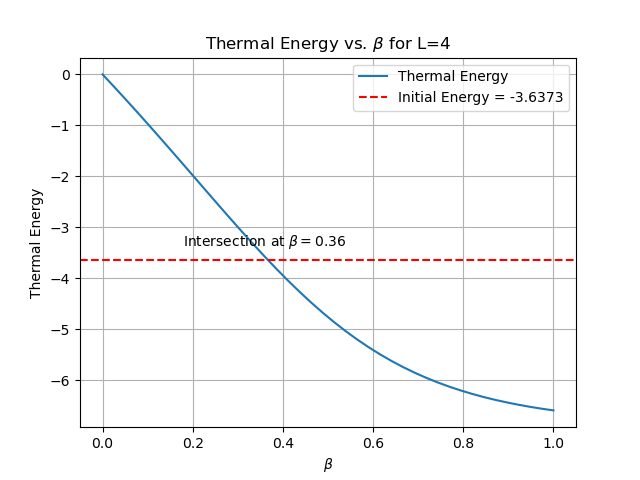 Thermal Energy vs. β for L=4
Thermal Energy
Initial Energy = -3.6373
Intersection at β = 0.36
Thermal Energy
0
−1
−2
−3
−4
−5
−6
0.0 0.2 0.4 0.6 0.8 1.0
β